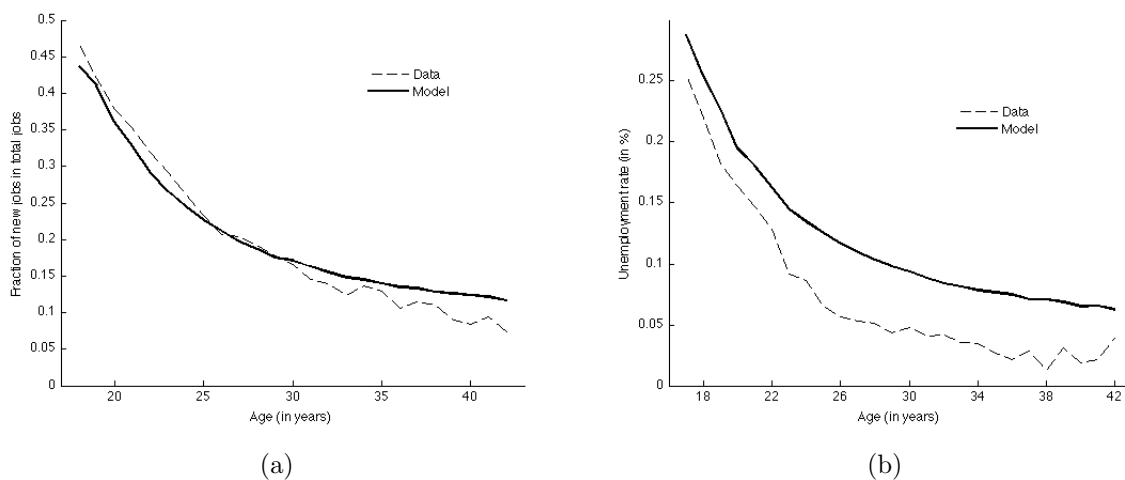 0.5
0.45
0.4
0.35
0.3
0.25
0.2
0.15
0.1
0.05
0
Fraction of new jobs in total jobs
Data
Model
20
25
30
35
40
Age (in years)
(a)
0.25
0.2
0.15
0.1
0.05
0
Unemployment rate (in %)
Data
Model
18
22
26
30
34
38
42
Age (in years)
(b)